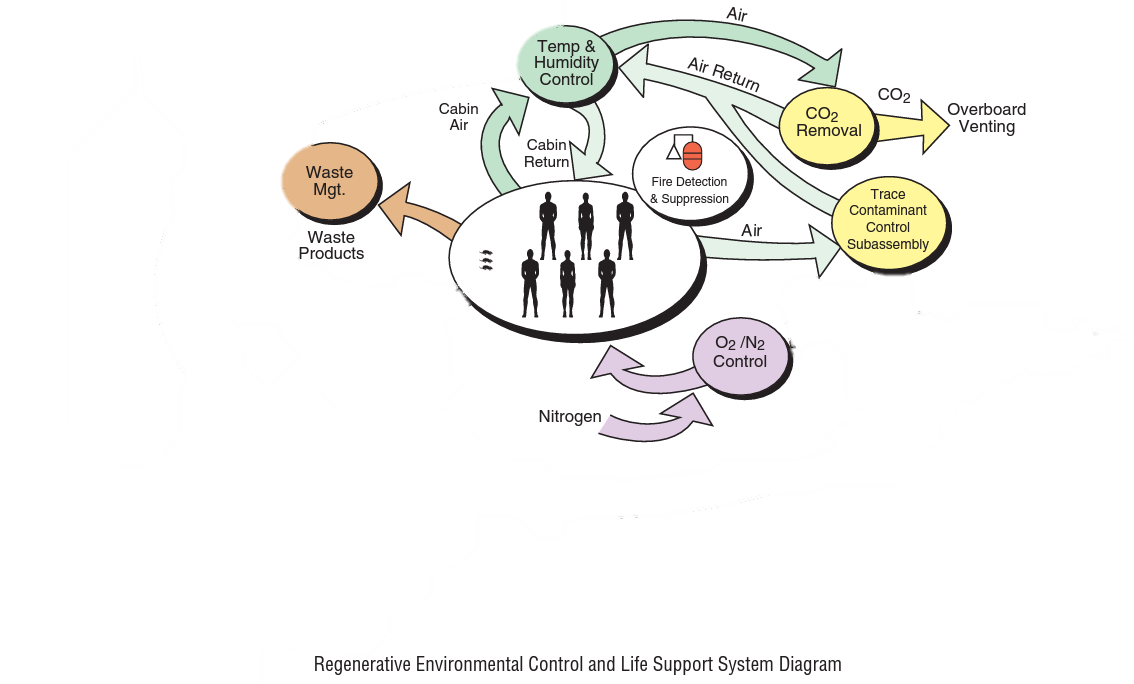 Air
Temp &
Humidity
Control
Air Return
CO2
Cabin
Air
CO2
Removal
Overboard
Venting
Cabin
Return
Waste
Mgt.
Fire Detection
& Suppression
Trace
Contaminant
Control
Subassembly
Waste
Products
Air
O2 /N2
Control
Nitrogen
Regenerative Environmental Control and Life Support System Diagram